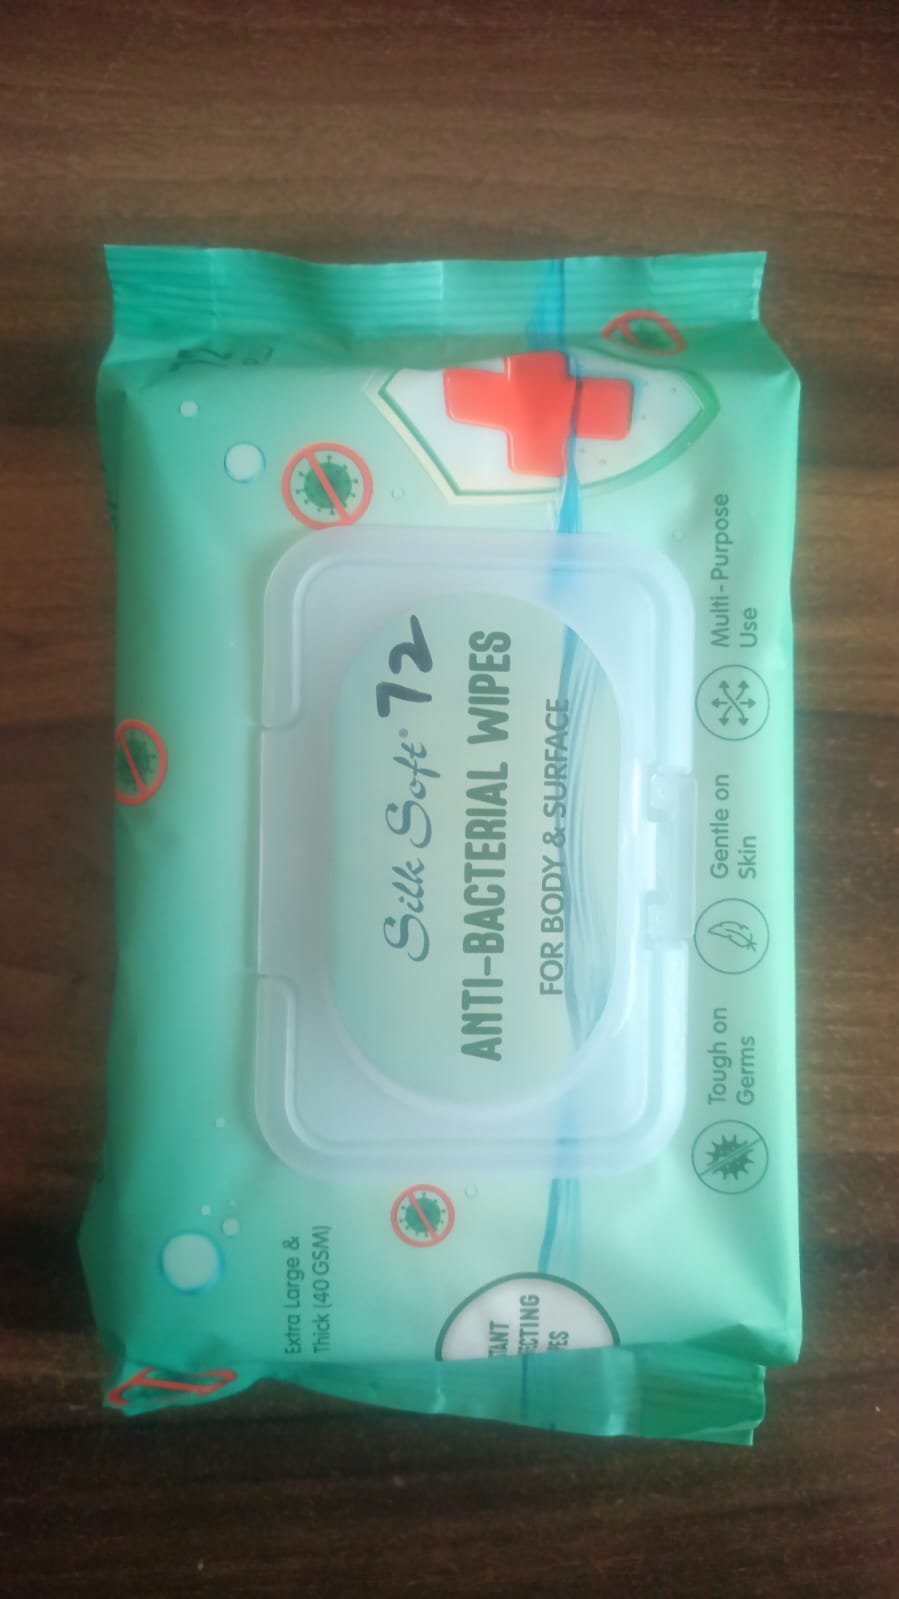 Silk Soft® 72
ANTI-BACTERIAL WIPES
FOR BODY & SURFACE
Extra Large &
Thick (40 GSM)
Tough on
Germs
Gentle on
Skin
Multi-Purpose
Use
72